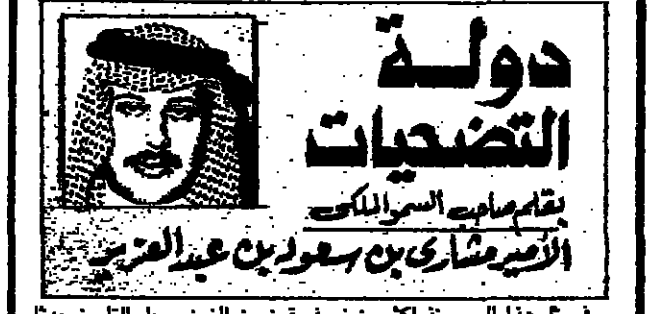 دولة
التضحيات
بقلم صاحب السمو الملكي
الأمير مشاري بن سعود بن عبدالعزيز